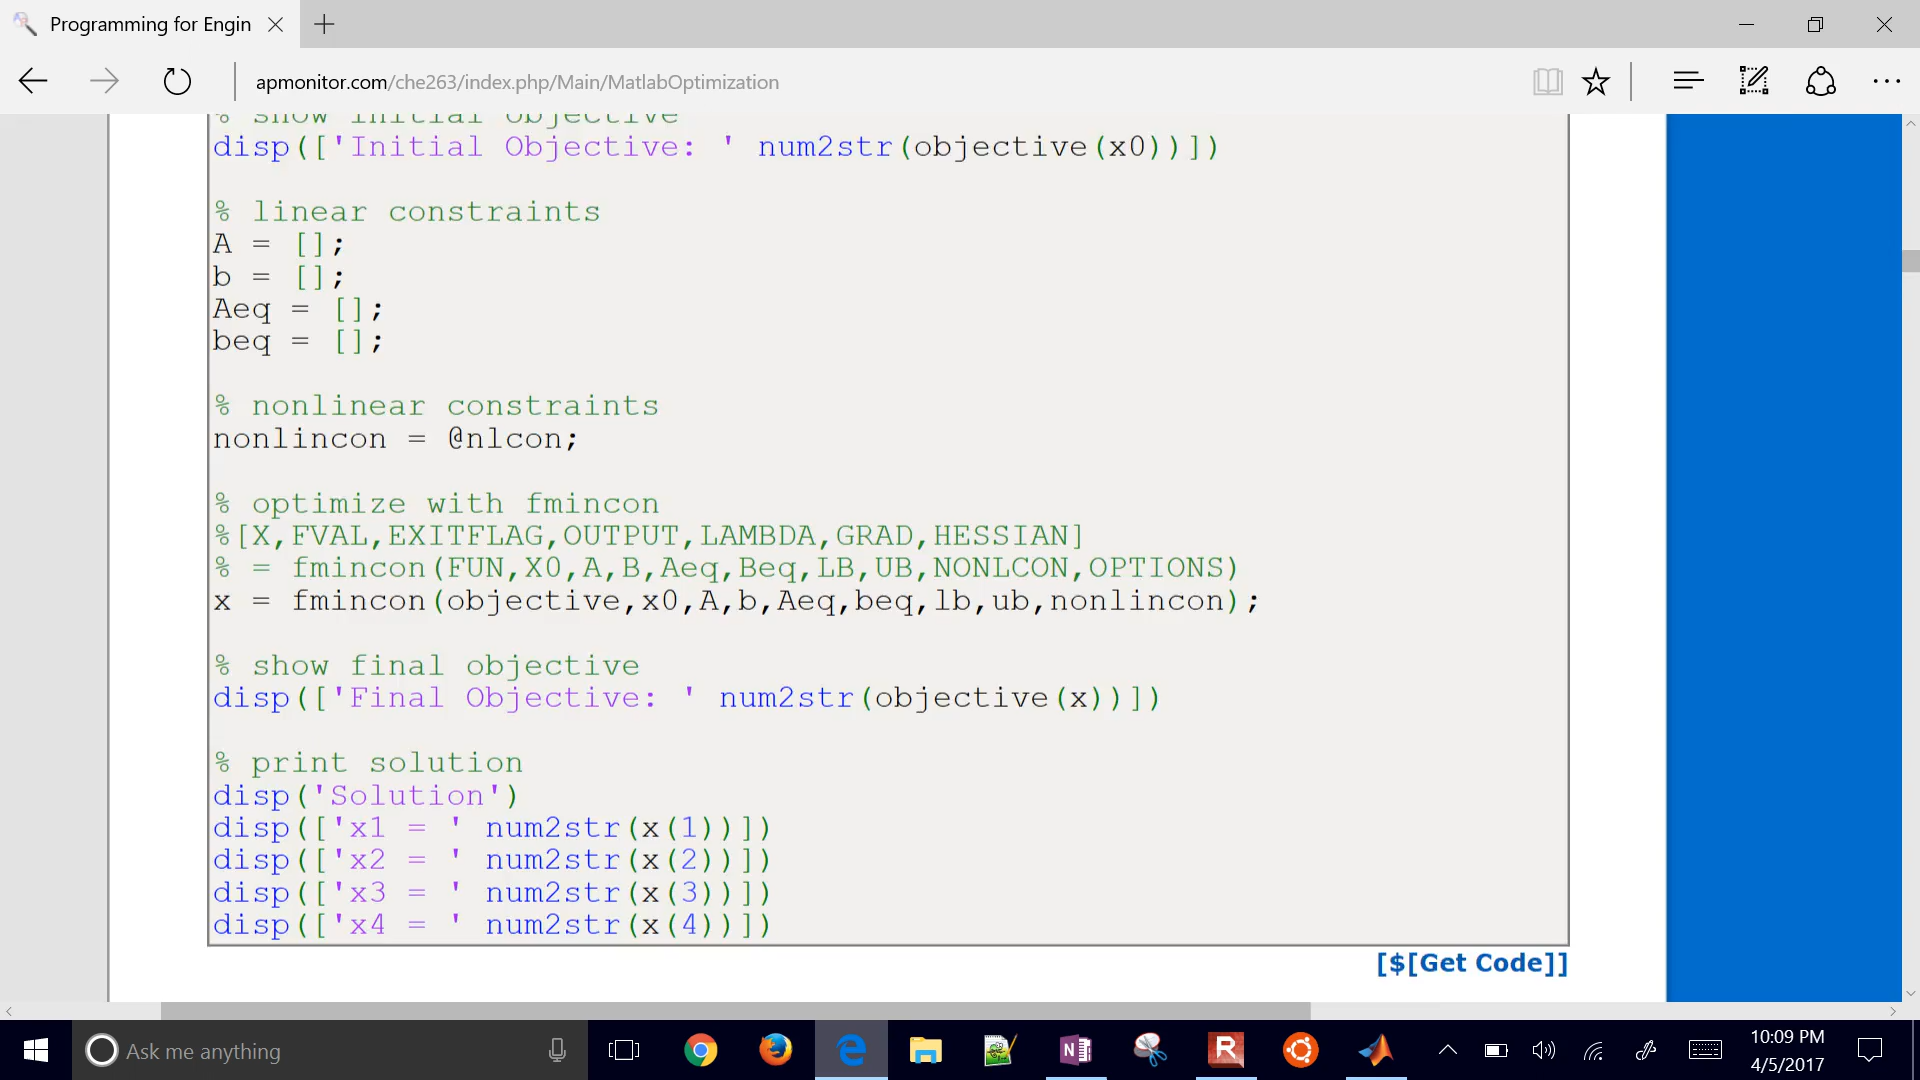 Programming for Engin
apmonitor.com/che263/index.php/Main/MatlabOptimization
% show initial objective
disp(['Initial Objective: ' num2str(objective(x0))])
% linear constraints
A = [];
b = [];
Aeq = [];
beq = [];
% nonlinear constraints
nonlincon = @nlcon;
% optimize with fmincon
%[X,FVAL,EXITFLAG,OUTPUT,LAMBDA,GRAD,HESSIAN]
% = fmincon(FUN,X0,A,B,Aeq,Beq,LB,UB,NONLCON,OPTIONS)
x = fmincon(objective,x0,A,b,Aeq,beq,lb,ub,nonlincon);
% show final objective
disp(['Final Objective: ' num2str(objective(x))])
% print solution
disp('Solution')
disp(['x1 = ' num2str(x(1))])
disp(['x2 = ' num2str(x(2))])
disp(['x3 = ' num2str(x(3))])
disp(['x4 = ' num2str(x(4))])
[$[Get Code]]
Ask me anything
N
R
10:09 PM
4/5/2017